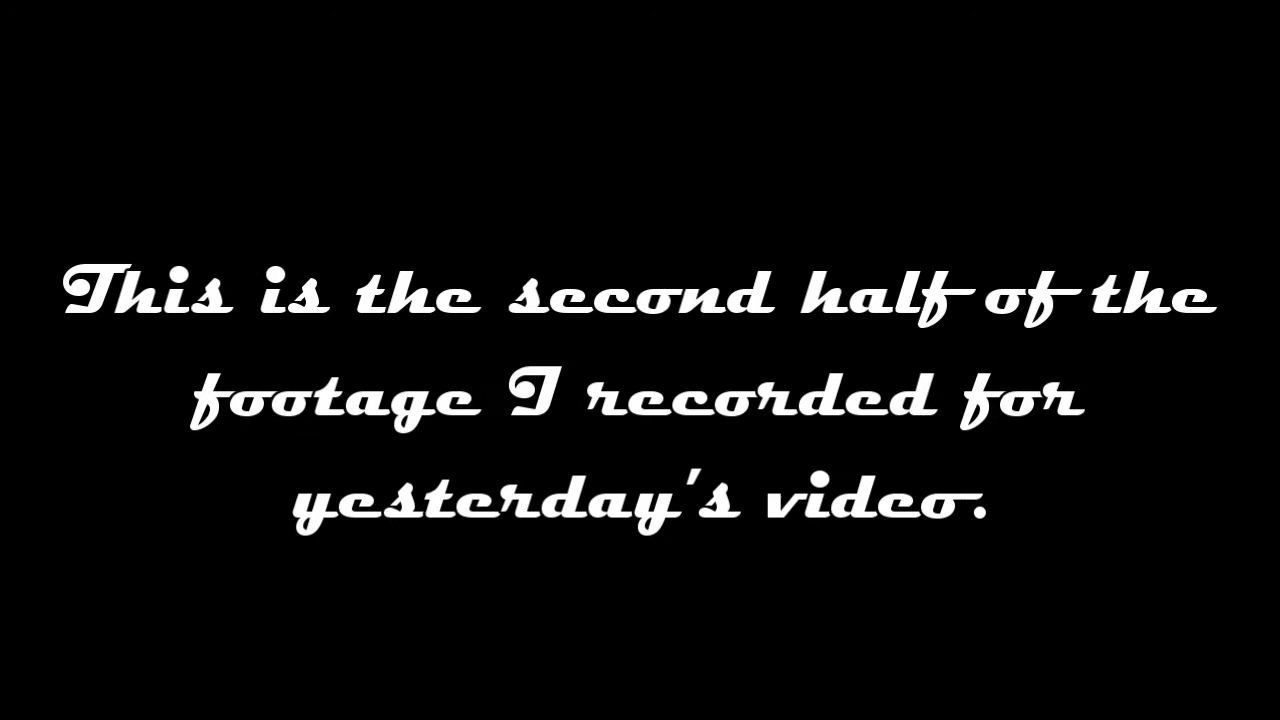 This is the second half of the
footage I recorded for
yesterday's video.